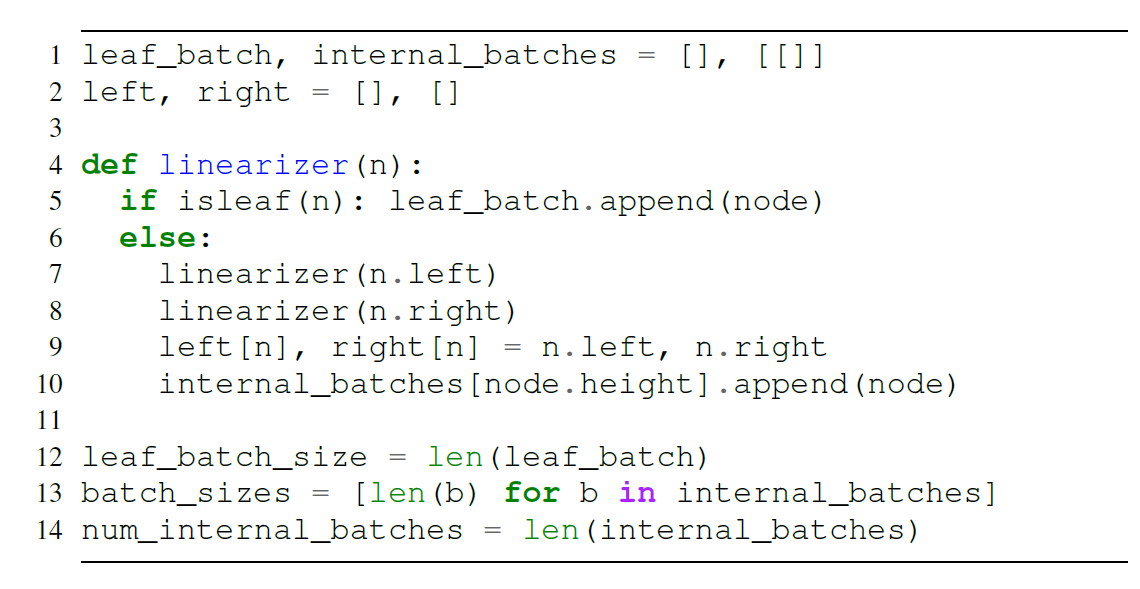 1 leaf_batch, internal_batches = [], [[]]
2 left, right = [], []
3
4 def linearizer(n):
5   if isleaf(n): leaf_batch.append(node)
6   else:
7     linearizer(n.left)
8     linearizer(n.right)
9     left[n], right[n] = n.left, n.right
10     internal_batches[node.height].append(node)
11
12 leaf_batch_size = len(leaf_batch)
13 batch_sizes = [len(b) for b in internal_batches]
14 num_internal_batches = len(internal_batches)